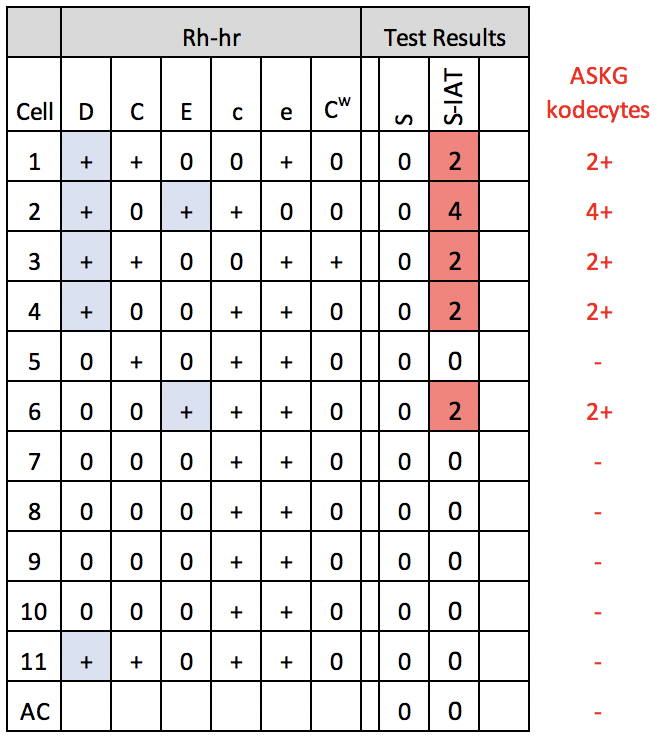 Rh-hr Test Results
ASKG
kodecytes
Cell D C E c e Cʷ S S-IAT
1 + + 0 0 + 0 0 2 2+
2 + 0 + + 0 0 0 4 4+
3 + + 0 0 + + 0 2 2+
4 + 0 0 + + 0 0 2 2+
5 0 + 0 + + 0 0 0 -
6 0 0 + + + 0 0 2 2+
7 0 0 0 + + 0 0 0 -
8 0 0 0 + + 0 0 0 -
9 0 0 0 + + 0 0 0 -
10 0 0 0 + + 0 0 0 -
11 + + 0 + + 0 0 0 -
AC 0 0 -